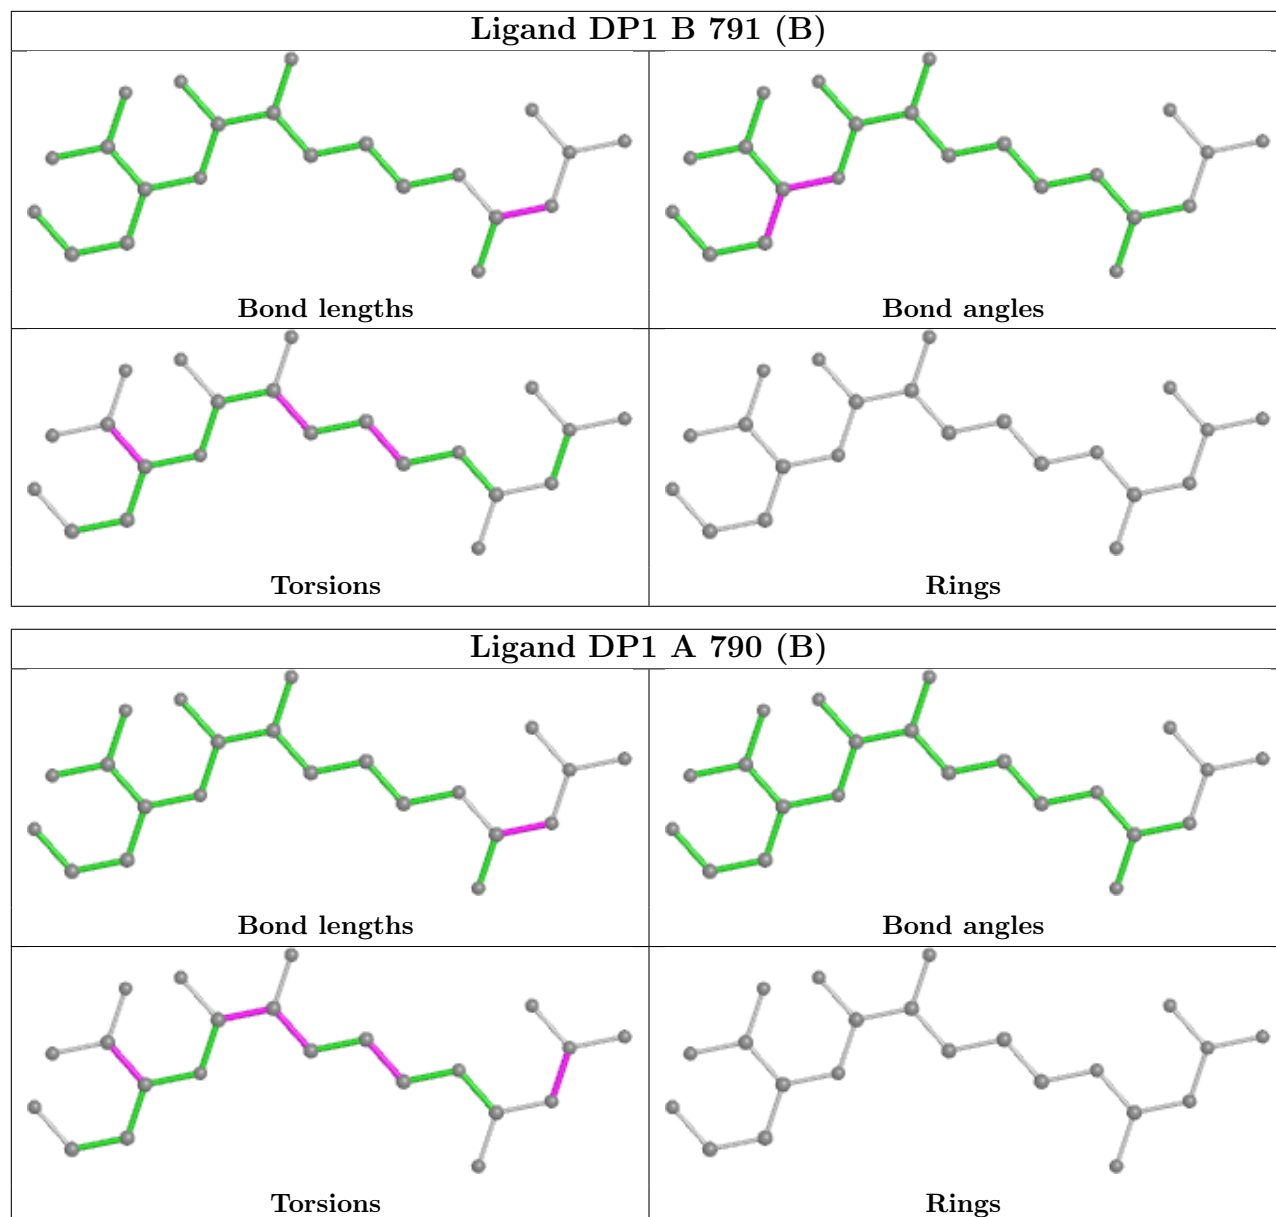 Ligand DP1 B 791 (B)
Bond lengths
Bond angles
Torsions
Rings
Ligand DP1 A 790 (B)
Bond lengths
Bond angles
Torsions
Rings